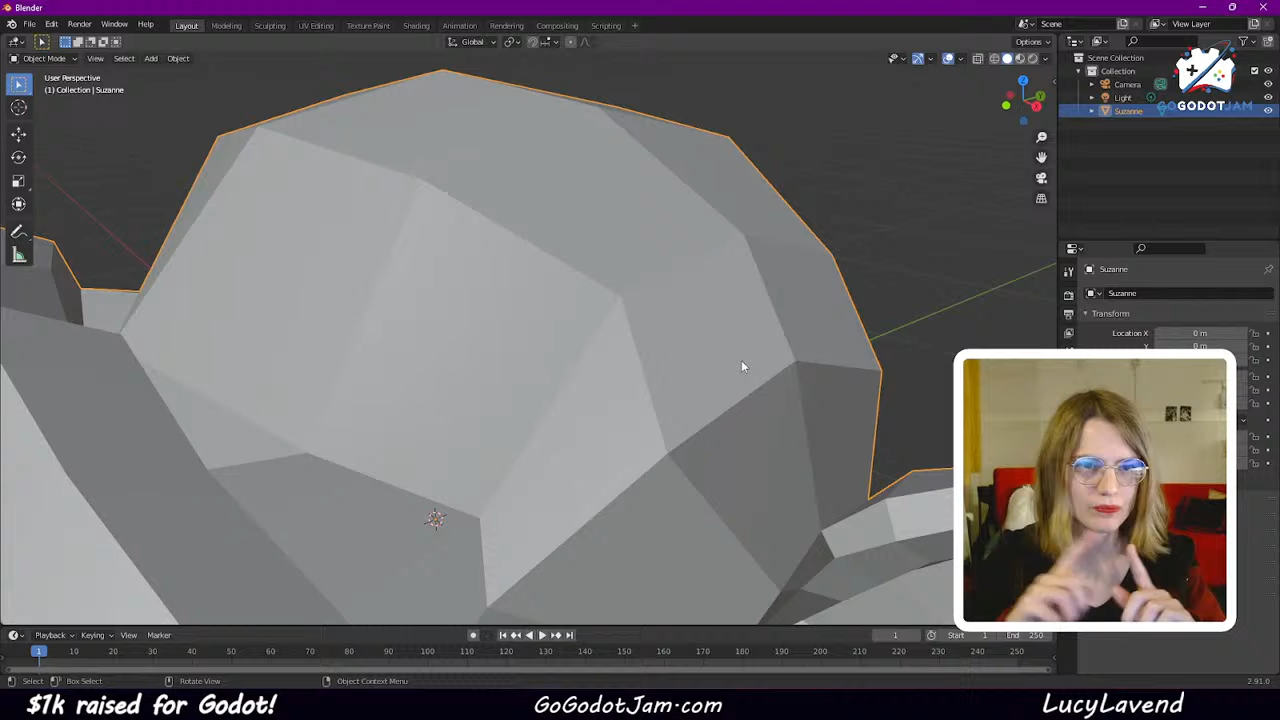 Blender
File Edit Render Window Help
Layout Modeling Sculpting UV Editing Texture Paint Shading Animation Rendering Compositing Scripting +
Scene
View Layer
Global
Options
Object Mode View Select Add Object
User Perspective
(1) Collection | Suzanne
Scene Collection
Collection
Camera
Light
Suzanne
GODOTJAM
Suzanne
Suzanne
Transform
Location X 0 m
Y 0 m
Playback Keying View Marker
1 Start 1 End 250
1 10 20 30 40 50 60 70 80 90 100 110 120 130 140 150 160 170 180 190 200 210 220 230 240 250
Select Box Select Rotate View Object Context Menu 2.91.0
$1k raised for Godot! GoGodotJam.com LucyLavend